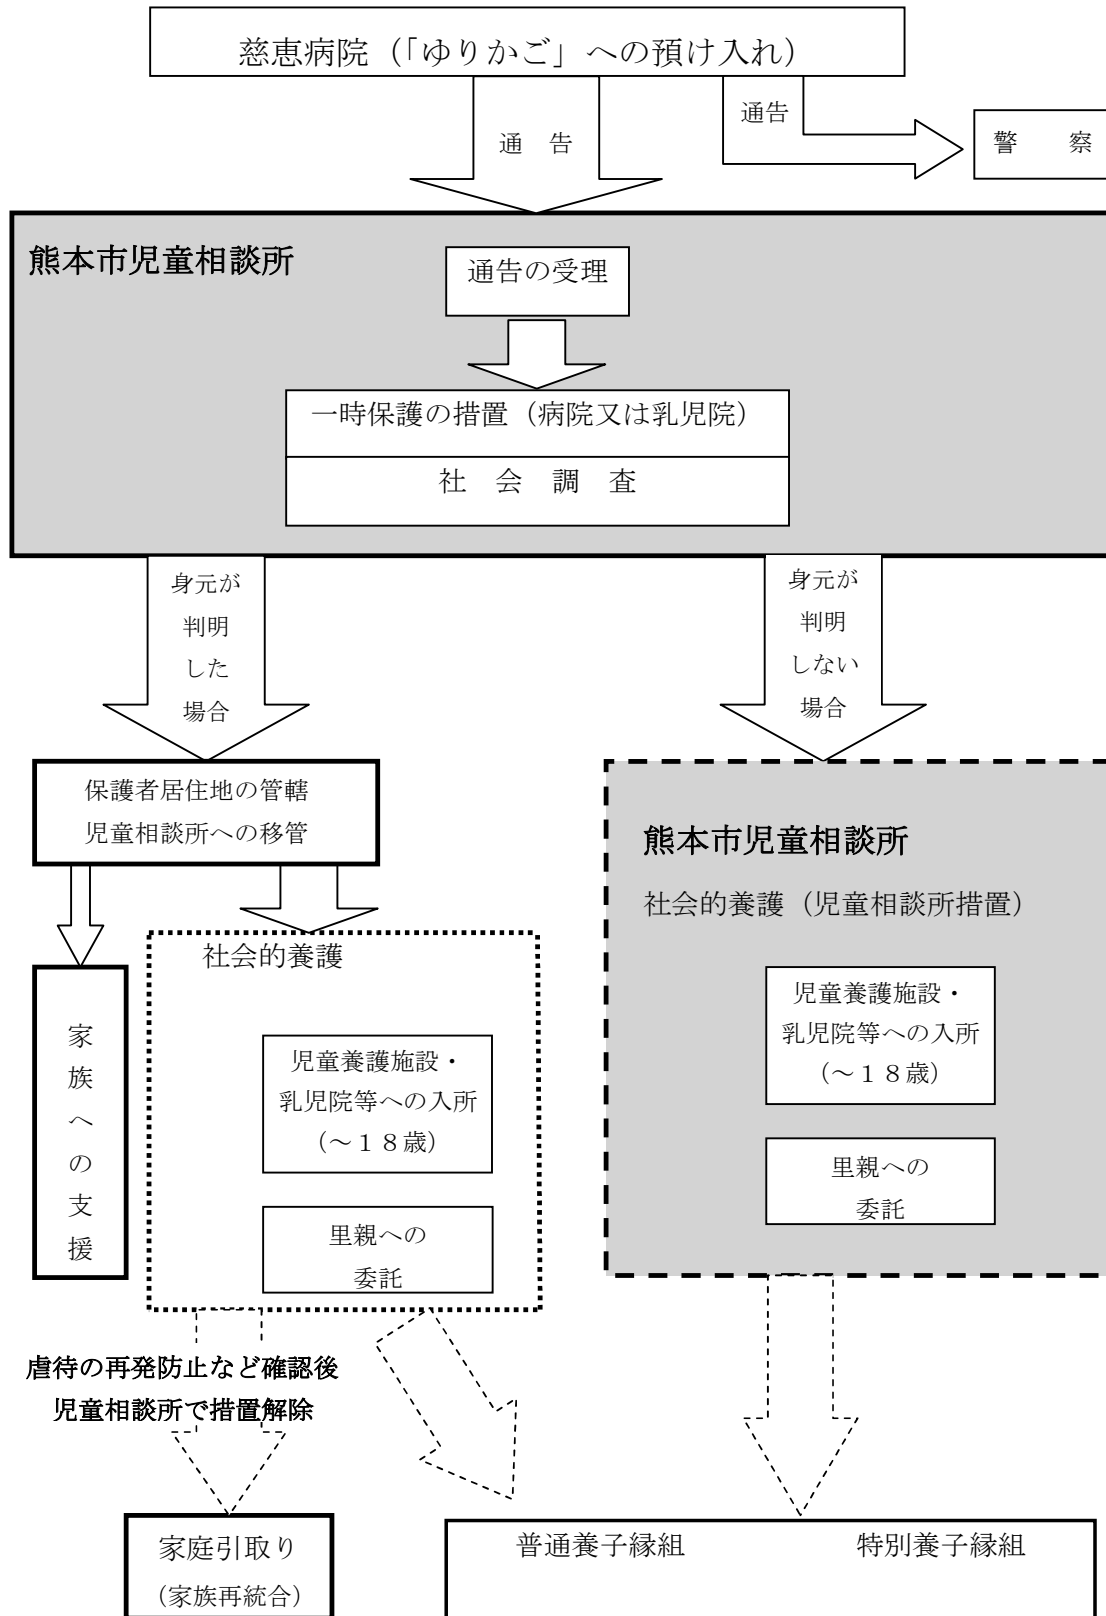 慈恵病院（「ゆりかご」への預け入れ）
通　告
通告
警　　察
熊本市児童相談所
通告の受理
一時保護の措置（病院又は乳児院）
社　会　調　査
身元が
判明
した
場合
身元が
判明
しない
場合
保護者居住地の管轄
児童相談所への移管
熊本市児童相談所
社会的養護（児童相談所措置）
児童養護施設・
乳児院等への入所
（～１８歳）
里親への
委託
家族への支援
社会的養護
児童養護施設・
乳児院等への入所
（～１８歳）
里親への
委託
虐待の再発防止など確認後
児童相談所で措置解除
家庭引取り
（家族再統合）
普通養子縁組　　　　　　特別養子縁組